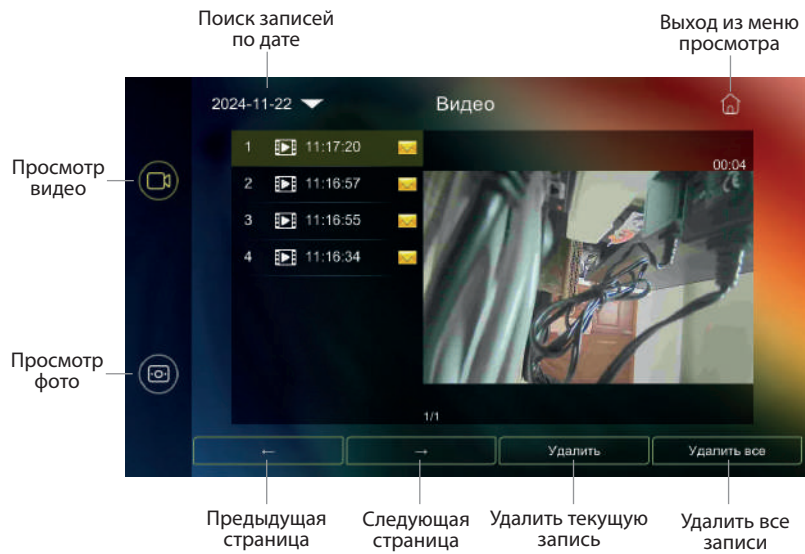 Поиск записей
по дате
Выход из меню
просмотра
2024-11-22
Видео
Просмотр
видео
1 11:17:20
2 11:16:57
3 11:16:55
4 11:16:34
00:04
Просмотр
фото
1/1
← → Удалить Удалить все
Предыдущая
страница
Следующая
страница
Удалить текущую
запись
Удалить все
записи